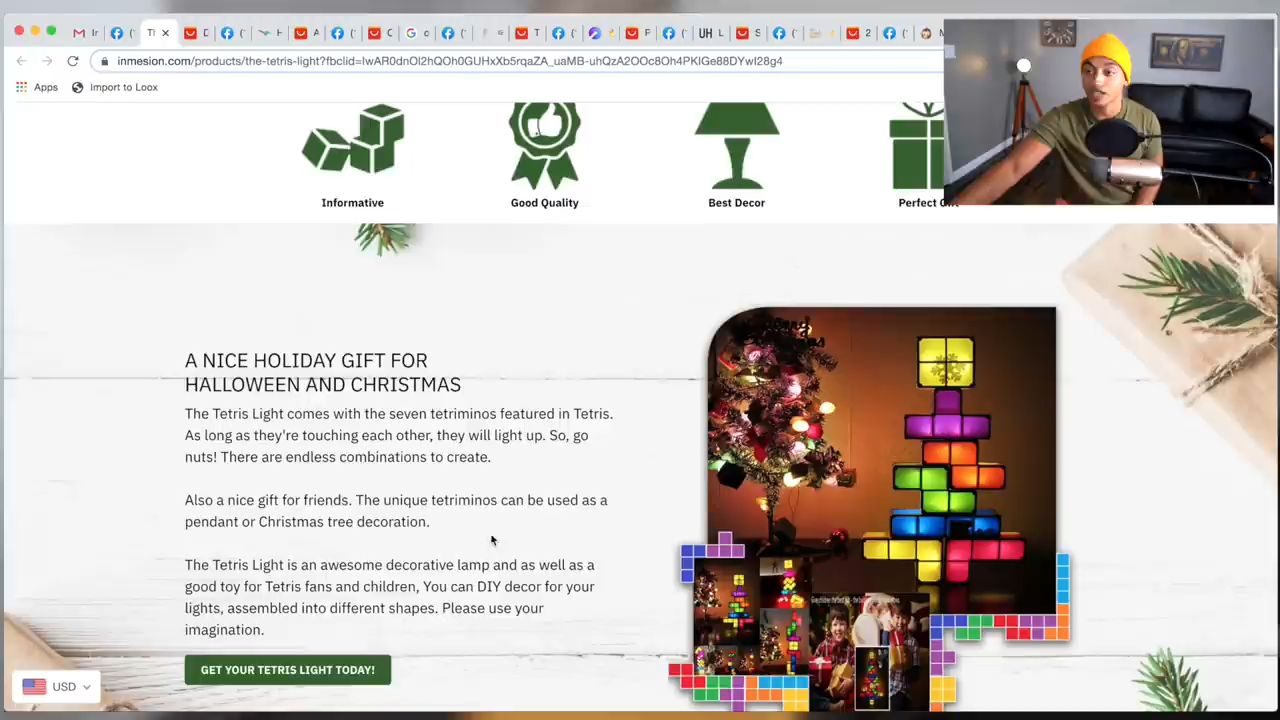 inmesion.com/products/the-tetris-light?fbclid=IwAR0dnOl2hQOh0GUHxXb5rqaZA_uaMB-uhQzA2OOc8Oh4PKIGe88DYwI28g4
Apps
Import to Loox
Informative
Good Quality
Best Decor
Perfect
A NICE HOLIDAY GIFT FOR
HALLOWEEN AND CHRISTMAS
The Tetris Light comes with the seven tetriminos featured in Tetris.
As long as they're touching each other, they will light up. So, go
nuts! There are endless combinations to create.
Also a nice gift for friends. The unique tetriminos can be used as a
pendant or Christmas tree decoration.
The Tetris Light is an awesome decorative lamp and as well as a
good toy for Tetris fans and children, You can DIY decor for your
lights, assembled into different shapes. Please use your
imagination.
GET YOUR TETRIS LIGHT TODAY!
USD